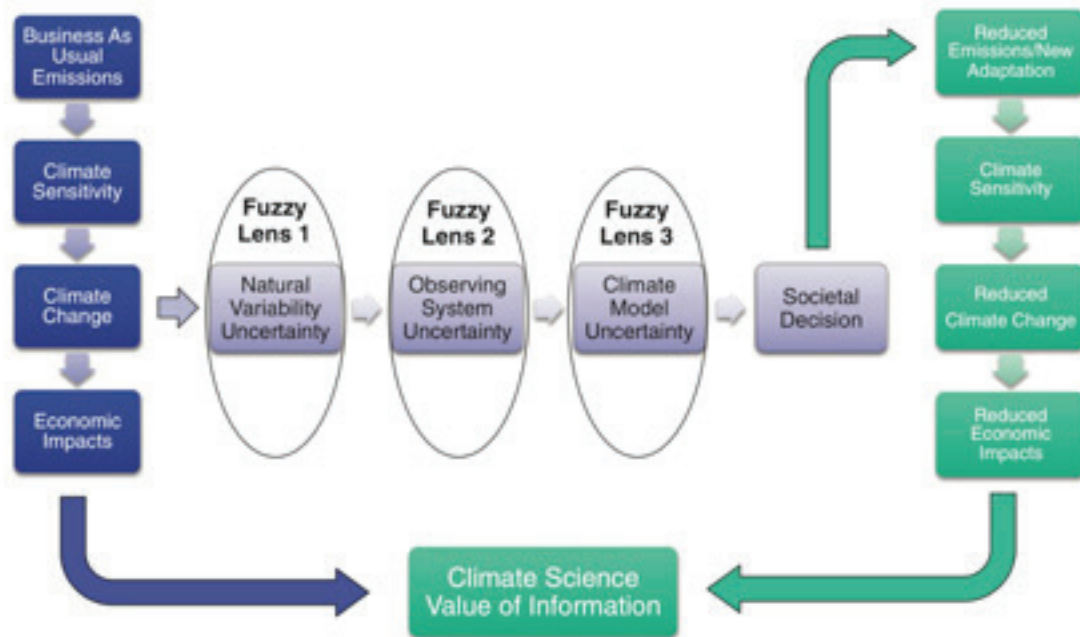 Business As
Usual
Emissions
Climate
Sensitivity
Climate
Change
Economic
Impacts
Fuzzy
Lens 1
Natural
Variability
Uncertainty
Fuzzy
Lens 2
Observing
System
Uncertainty
Fuzzy
Lens 3
Climate
Model
Uncertainty
Societal
Decision
Reduced
Emissions/New
Adaptation
Climate
Sensitivity
Reduced
Climate Change
Reduced
Economic
Impacts
Climate Science
Value of Information